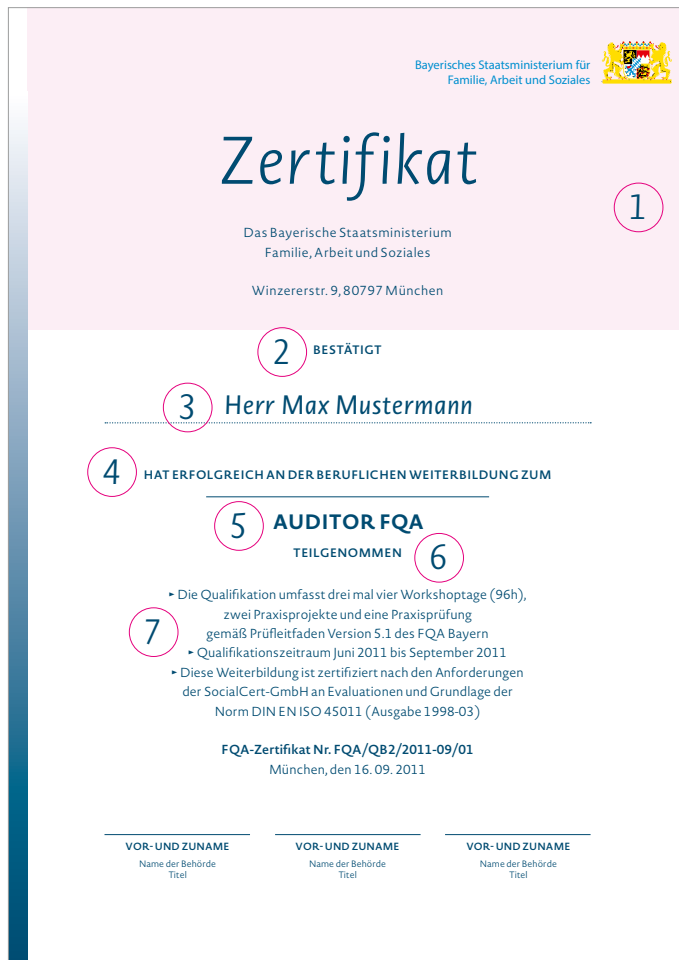 Bayerisches Staatsministerium für
Familie, Arbeit und Soziales
Zertifikat
1
Das Bayerische Staatsministerium
Familie, Arbeit und Soziales
Winzererstr. 9, 80797 München
2 BESTÄTIGT
3 Herr Max Mustermann
4 HAT ERFOLGREICH AN DER BERUFLICHEN WEITERBILDUNG ZUM
5 AUDITOR FQA
TEILGENOMMEN 6
► Die Qualifikation umfasst drei mal vier Workshoptage (96h),
zwei Praxisprojekte und eine Praxisprüfung
7
gemäß Prüfleitfaden Version 5.1 des FQA Bayern
► Qualifikationszeitraum Juni 2011 bis September 2011
► Diese Weiterbildung ist zertifiziert nach den Anforderungen
der SocialCert-GmbH an Evaluationen und Grundlage der
Norm DIN EN ISO 45011 (Ausgabe 1998-03)
FQA-Zertifikat Nr. FQA/QB2/2011-09/01
München, den 16. 09. 2011
VOR- UND ZUNAME VOR- UND ZUNAME VOR- UND ZUNAME
Name der Behörde Name der Behörde Name der Behörde
Titel Titel Titel